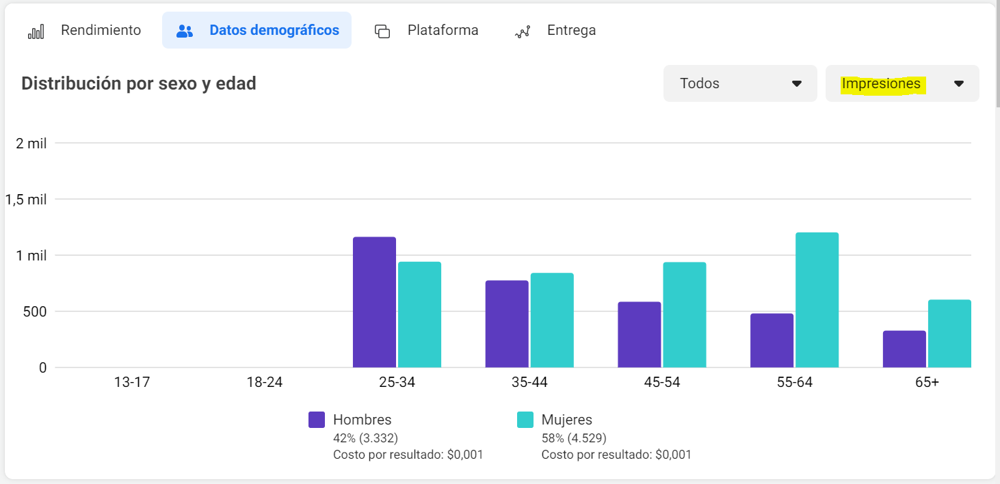 Rendimiento Datos demográficos Plataforma Entrega
Distribución por sexo y edad Todos Impresiones
2 mil
1,5 mil
1 mil
500
0
13-17 18-24 25-34 35-44 45-54 55-64 65+
Hombres Mujeres
42% (3.332) 58% (4.529)
Costo por resultado: $0,001 Costo por resultado: $0,001